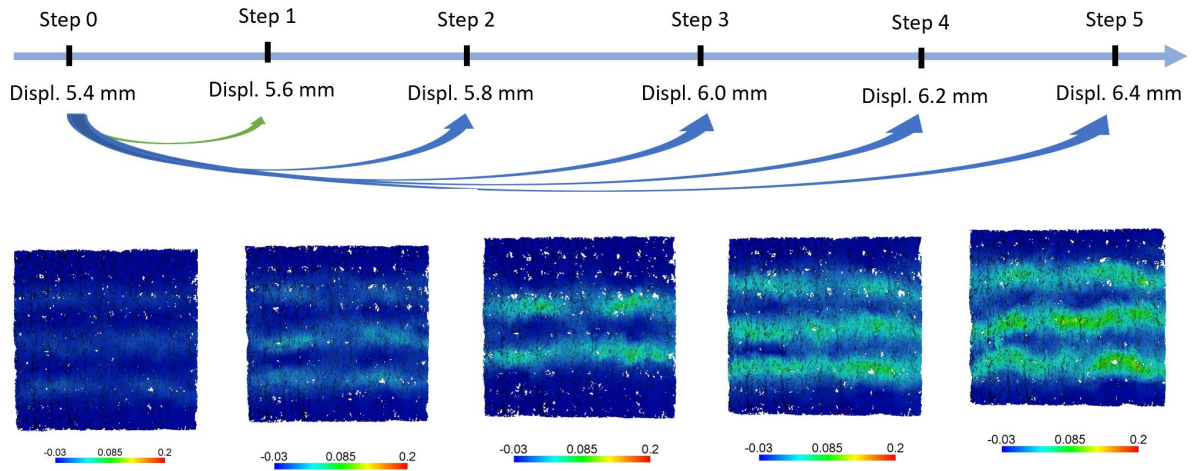 Step 0 Step 1 Step 2 Step 3 Step 4 Step 5
Displ. 5.4 mm Displ. 5.6 mm Displ. 5.8 mm Displ. 6.0 mm Displ. 6.2 mm Displ. 6.4 mm
-0.03 0.085 0.2 -0.03 0.085 0.2 -0.03 0.085 0.2 -0.03 0.085 0.2 -0.03 0.085 0.2